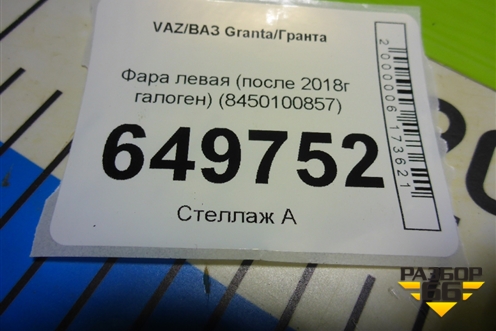 VAZ/ВАЗ Granta/Гранта
Фара левая (после 2018г
галоген) (8450100857)
649752
Стеллаж А
2000006173621
РАЗБОР
66